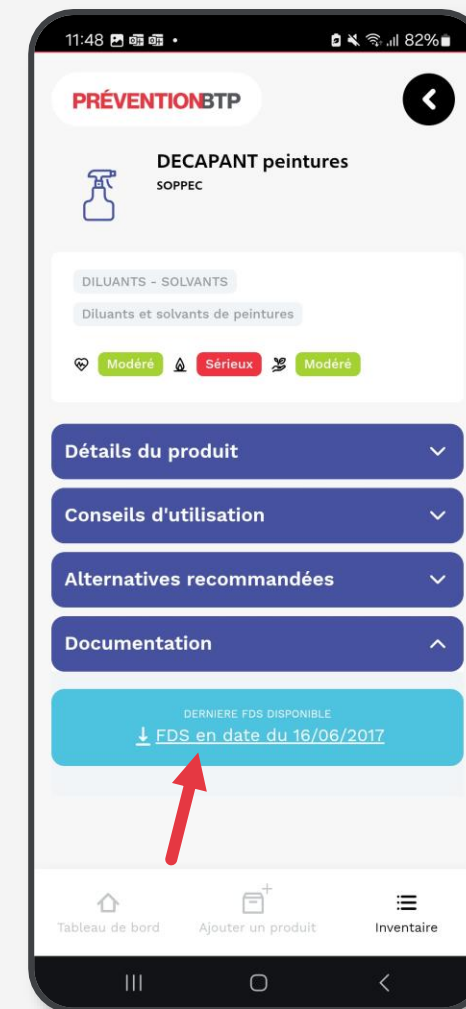 11:48
82%
PRÉVENTIONBTP
DECAPANT peintures
SOPPEC
DILUANTS - SOLVANTS
Diluants et solvants de peintures
Modéré Sérieux Modéré
Détails du produit
Conseils d'utilisation
Alternatives recommandées
Documentation
DERNIERE FDS DISPONIBLE
FDS en date du 16/06/2017
Tableau de bord
Ajouter un produit
Inventaire